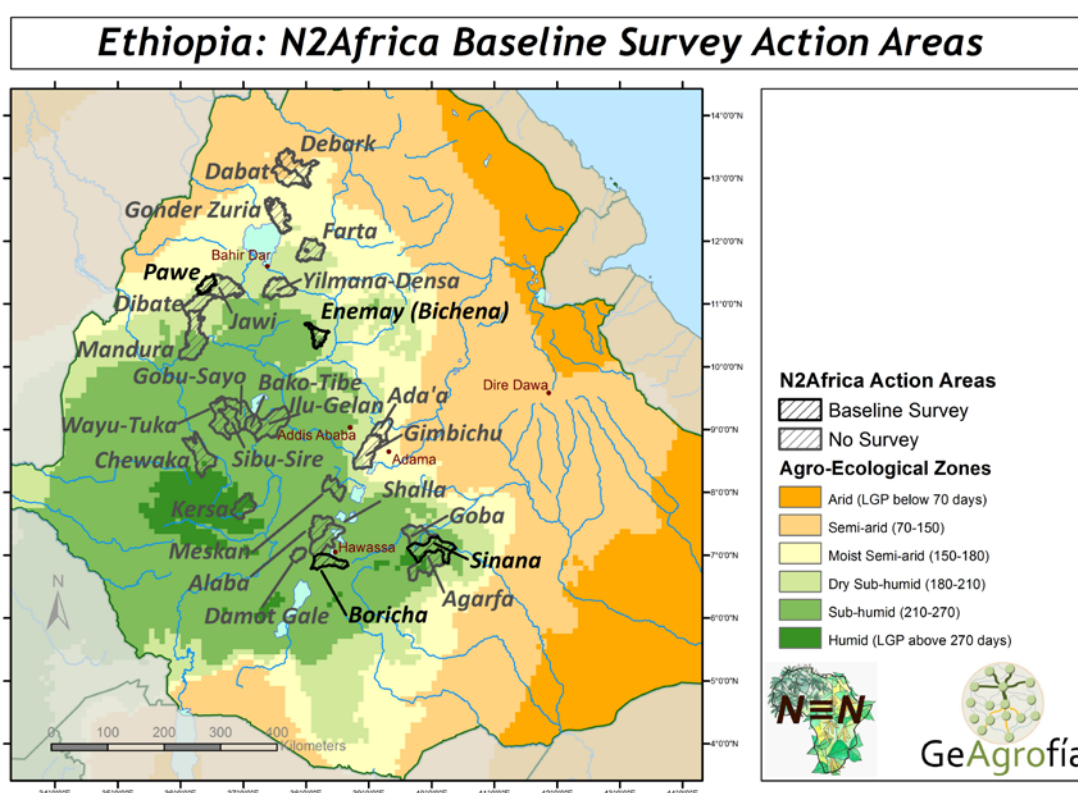 Ethiopia: N2Africa Baseline Survey Action Areas
14°0'0"N
Debark
Dabat
13°0'0"N
Gonder Zuria
Farta
12°0'0"N
Bahir Dar
Pawe
Yilmana-Densa
Dibate
11°0'0"N
Enemay (Bichena)
Jawi
Mandura
10°0'0"N
Gobu-Sayo
Bako-Tibe
Dire Dawa
Ada'a
Ilu-Gelan
Wayu-Tuka
Addis Ababa
Gimbichu
9°0'0"N
Chewaka
Sibu-Sire
Adama
Shalla
8°0'0"N
Kersa
Goba
Meskan
Hawassa
Sinana
7°0'0"N
Alaba
Agarfa
Damot Gale
Boricha
6°0'0"N
N
5°0'0"N
0 100 200 300 400
Kilometers
4°0'0"N
N2Africa Action Areas
Baseline Survey
No Survey
Agro-Ecological Zones
Arid (LGP below 70 days)
Semi-arid (70-150)
Moist Semi-arid (150-180)
Dry Sub-humid (180-210)
Sub-humid (210-270)
Humid (LGP above 270 days)
N≡N
GeAgrofía